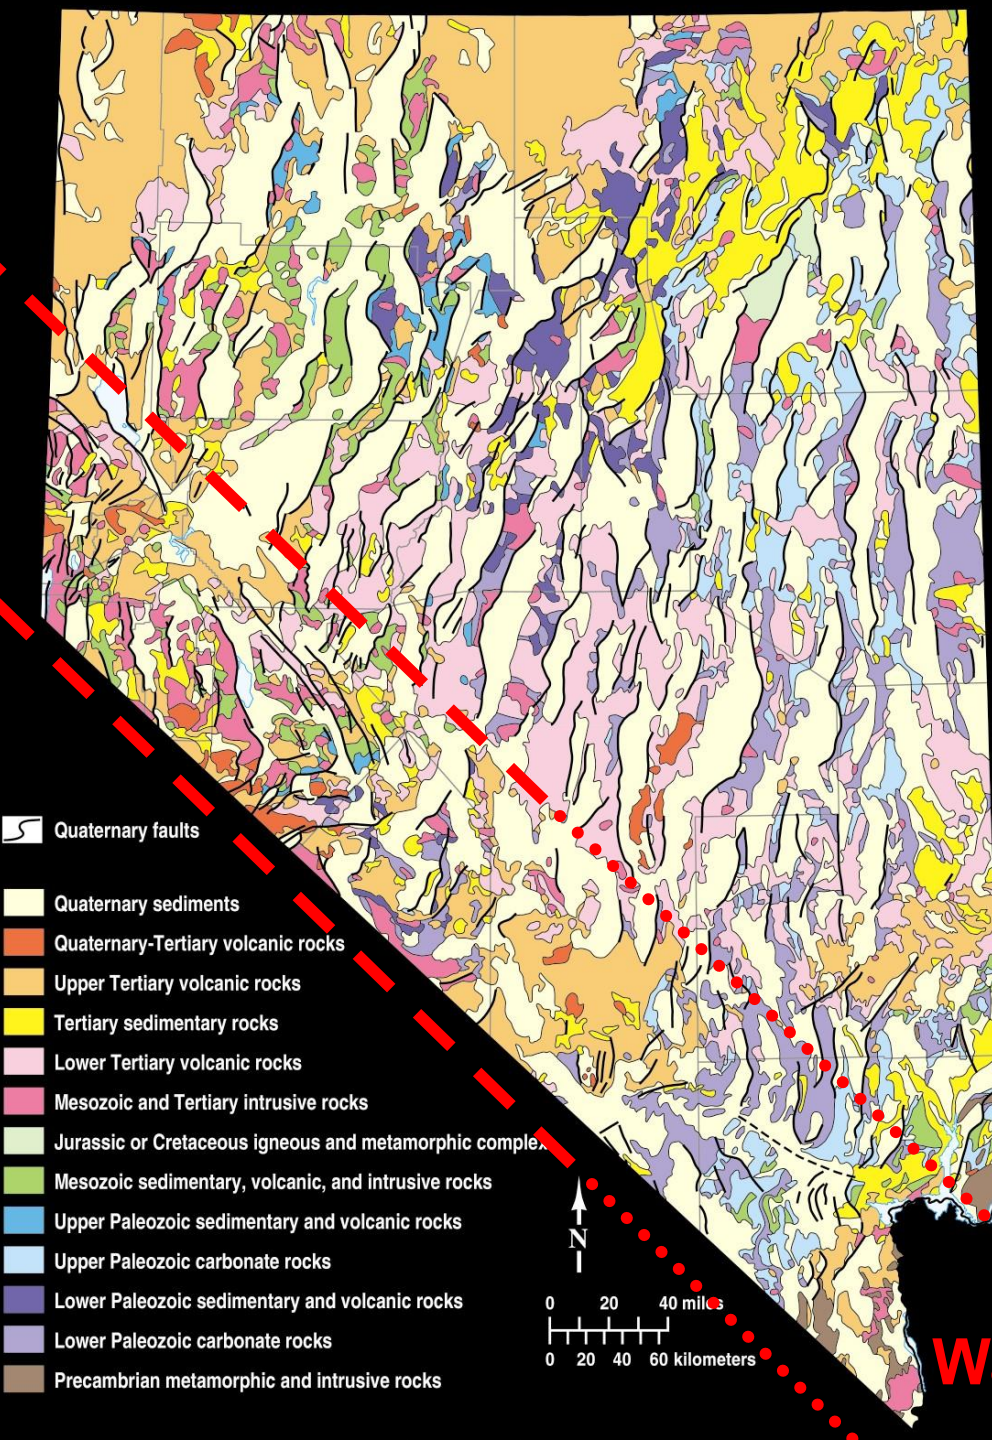 Quaternary faults
Quaternary sediments
Quaternary-Tertiary volcanic rocks
Upper Tertiary volcanic rocks
Tertiary sedimentary rocks
Lower Tertiary volcanic rocks
Mesozoic and Tertiary intrusive rocks
Jurassic or Cretaceous igneous and metamorphic complex
Mesozoic sedimentary, volcanic, and intrusive rocks
Upper Paleozoic sedimentary and volcanic rocks
Upper Paleozoic carbonate rocks
Lower Paleozoic sedimentary and volcanic rocks
Lower Paleozoic carbonate rocks
Precambrian metamorphic and intrusive rocks
N
0 20 40 miles
0 20 40 60 kilometers